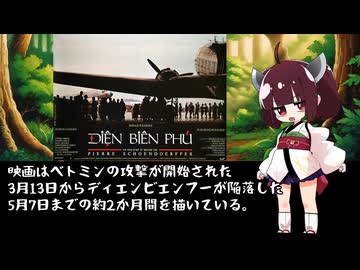 DIỆN BIÊN PHÚ
PIERRE SCHOENDOERFFER
映画はベトミンの攻撃が開始された
3月13日からディエンビエンフーが陥落した
5月7日までの約2か月間を描いている。